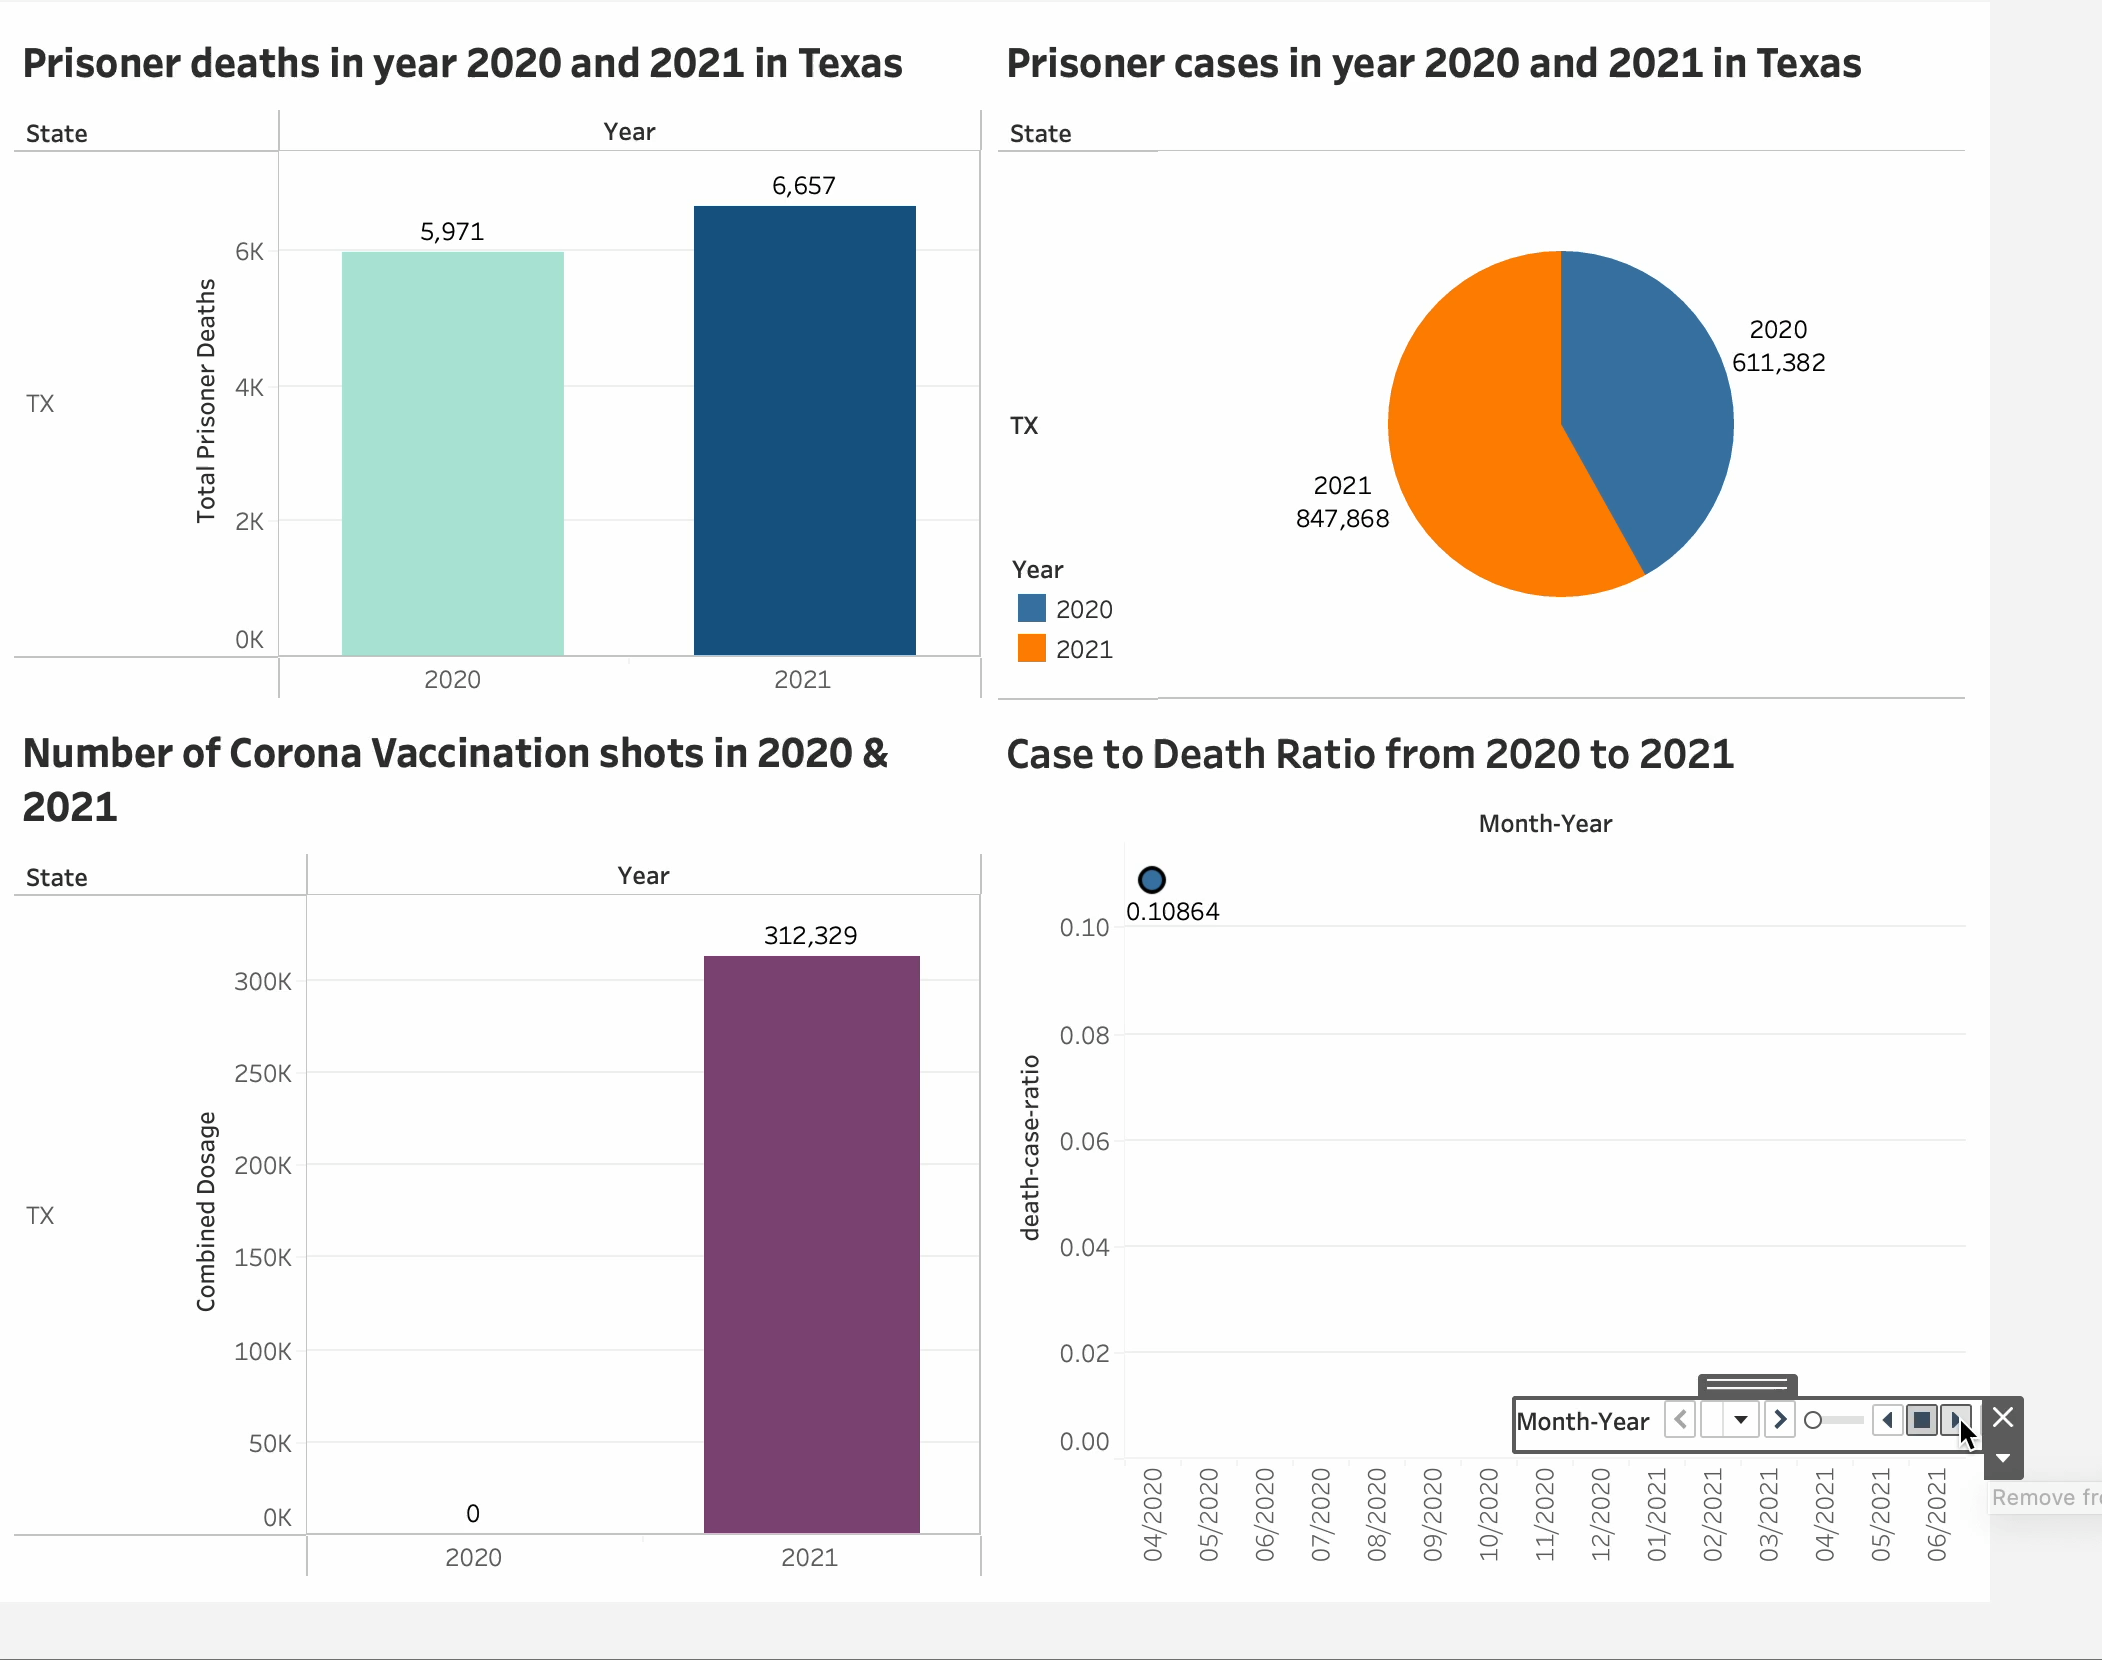 Prisoner deaths in year 2020 and 2021 in Texas
State
Year
6,657
5,971
6K
4K
2K
0K
Total Prisoner Deaths
TX
2020
2021
Prisoner cases in year 2020 and 2021 in Texas
State
TX
2020
611,382
2021
847,868
Year
2020
2021
Number of Corona Vaccination shots in 2020 &
2021
State
Year
312,329
300K
250K
200K
150K
100K
50K
0K
Combined Dosage
TX
0
2020
2021
Case to Death Ratio from 2020 to 2021
Month-Year
0.10864
0.10
0.08
0.06
0.04
0.02
0.00
death-case-ratio
Month-Year
04/2020
05/2020
06/2020
07/2020
08/2020
09/2020
10/2020
11/2020
12/2020
01/2021
02/2021
03/2021
04/2021
05/2021
06/2021
Remove